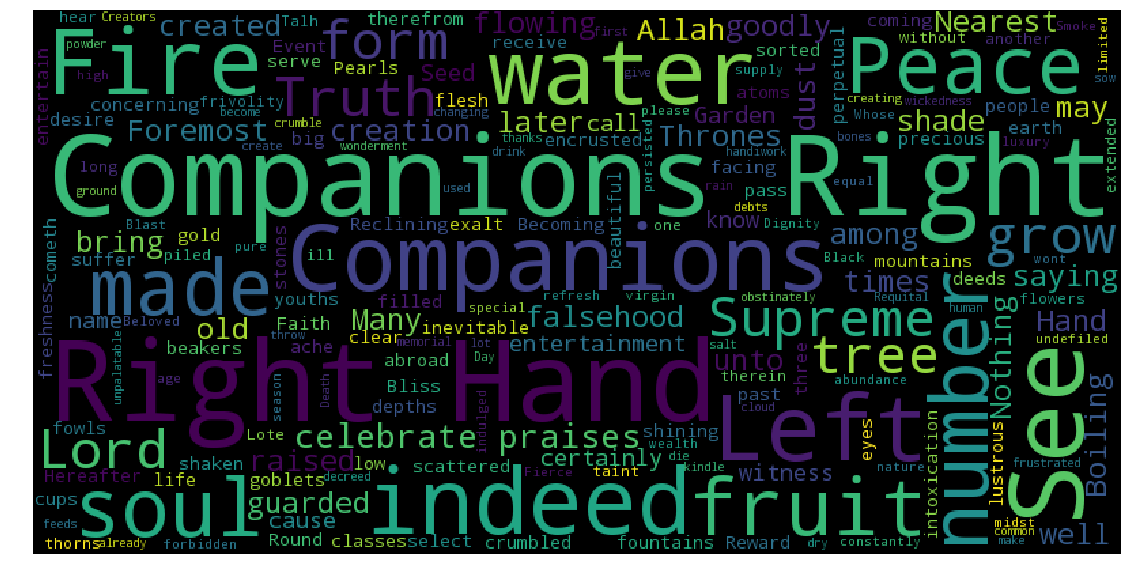 Fire
created
Talh
therefrom
flowing
Allah
goodly
Nearest
coming
Smoke
hear
Creators
powder
form
receive
water
sorted
Peace
without
another
limited
high
Event
serve
Pearls
Seed
first
give
supply
dust
perpetual
creating
wickedness
sow
entertain
concerning
frivolity
become
Truth
flesh
changing
atoms
please
Whose
people
may
desire
Foremost
crumble
create
big
creation
later
call
Thrones
Garden
bones
shade
earth
luxury
wonderment
thanks
encrusted
handiwork
precious
extended
long
Companions Right
drink
persisted
facing
equal
ground
used
rain
pass
debts
Blast
Reclining
exalt
Becoming
beautiful
one
know
Dignity
cometh
bring
gold
pure
stones
ill
Companions
Black
among
grow
suffer
piled
mountains
wont
made
youths
filled
special
refresh
virgin
obstinately
times
Requital
deeds
saying
freshness
name
Beloved
old
Faith
Many
inevitable
falsehood
Supreme
human
flowers
throw
clear
memorial
lot
entertainment
Hand
undefiled
unpalatable
beakers
ache
abroad
Day
salt
unto
three
tree
number
Nothing
See
age
season
Death
Right Hand
Bliss
depths
indulged
therein
past
cloud
Left
abundance
fowls
Lote
celebrate praises
shining
wealth
eyes
Boiling
Lord
shaken
raised
low
scattered
certainly
die
nature
intoxication
lustrous
frustrated
Hereafter
life
goblets
decreed
Fierce
taint
kindle
witness
cups
soul
guarded
indeed
fruit
midst
common
well
feeds
cause
thorns
already
forbidden
Round
classes
select
crumbled
fountains
Reward
dry
constantly
make